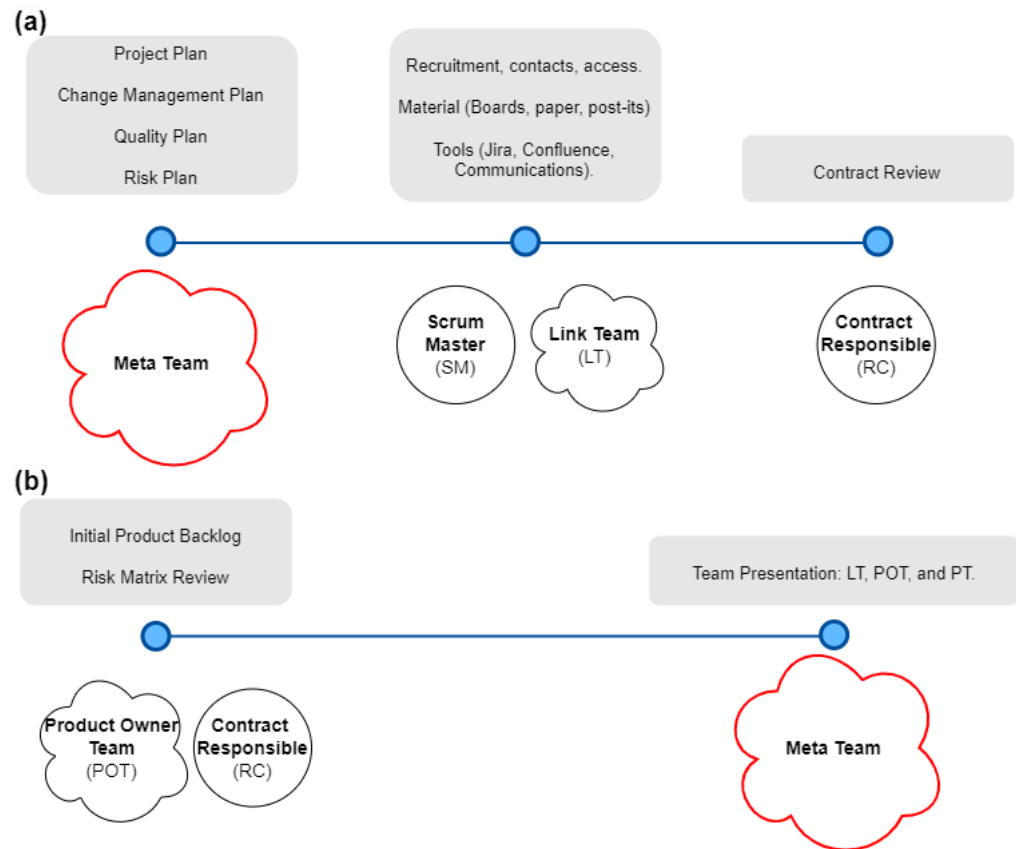 (a)
Project Plan
Change Management Plan
Quality Plan
Risk Plan
Recruitment, contacts, access.
Material (Boards, paper, post-its)
Tools (Jira, Confluence,
Communications).
Contract Review
Meta Team
Scrum
Master
(SM)
Link Team
(LT)
Contract
Responsible
(RC)
(b)
Initial Product Backlog
Risk Matrix Review
Team Presentation: LT, POT, and PT.
Product Owner
Team
(POT)
Contract
Responsible
(RC)
Meta Team